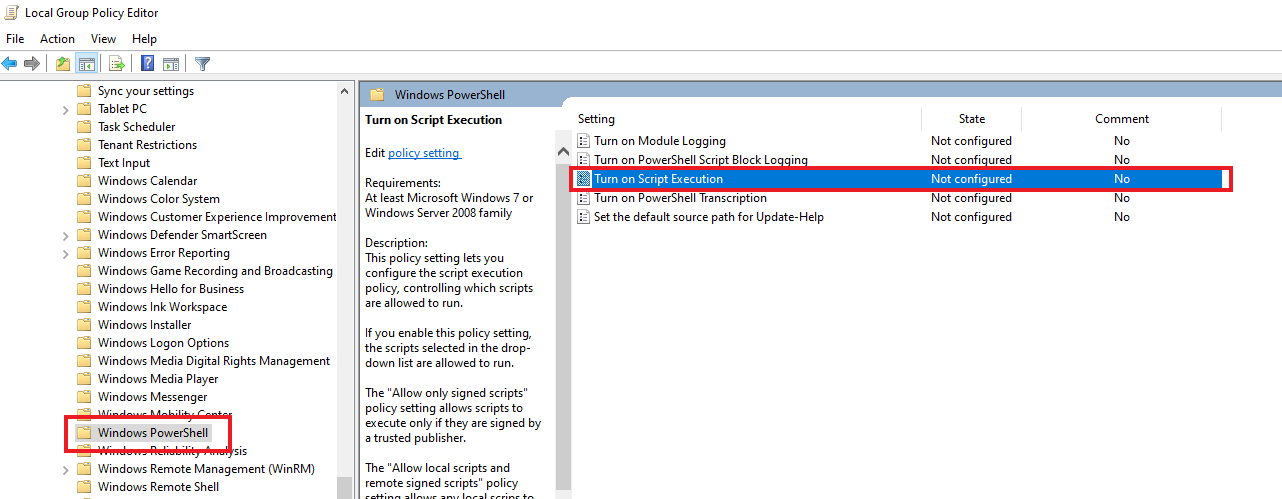 Local Group Policy Editor
File Action View Help
Sync your settings
Tablet PC
Task Scheduler
Tenant Restrictions
Text Input
Windows Calendar
Windows Color System
Windows Customer Experience Improvement
Windows Defender SmartScreen
Windows Error Reporting
Windows Game Recording and Broadcasting
Windows Hello for Business
Windows Ink Workspace
Windows Installer
Windows Logon Options
Windows Media Digital Rights Management
Windows Media Player
Windows Messenger
Windows Mobility Center
Windows PowerShell
Windows Reliability Analysis
Windows Remote Management (WinRM)
Windows Remote Shell
Windows PowerShell
Turn on Script Execution
Edit policy setting
Requirements:
At least Microsoft Windows 7 or
Windows Server 2008 family
Description:
This policy setting lets you
configure the script execution
policy, controlling which scripts
are allowed to run.
If you enable this policy setting,
the scripts selected in the drop-
down list are allowed to run.
The "Allow only signed scripts"
policy setting allows scripts to
execute only if they are signed by
a trusted publisher.
The "Allow local scripts and
remote signed scripts" policy
setting allows any local scrips to
Setting State Comment
Turn on Module Logging Not configured No
Turn on PowerShell Script Block Logging Not configured No
Turn on Script Execution Not configured No
Turn on PowerShell Transcription Not configured No
Set the default source path for Update-Help Not configured No